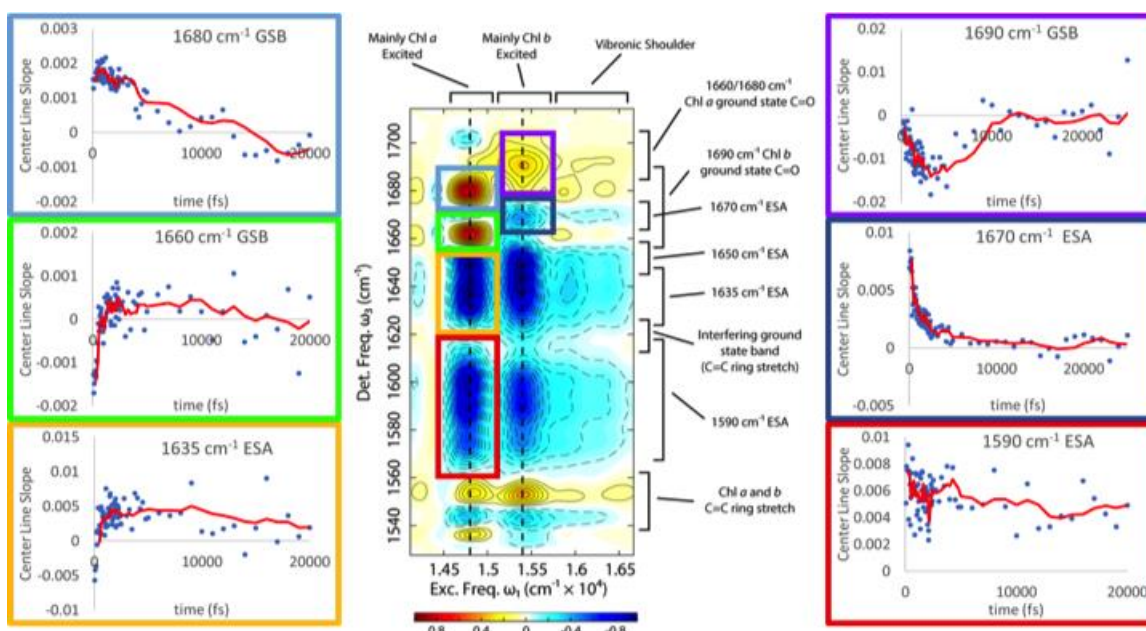 1680 cm⁻¹ GSB
Center Line Slope
0.003
0.002
0.001
0
-0.001
-0.002
0
10000
20000
time (fs)
1660 cm⁻¹ GSB
Center Line Slope
0.002
0.001
0
-0.001
-0.002
0
10000
20000
time (fs)
1635 cm⁻¹ ESA
Center Line Slope
0.015
0.01
0.005
0
-0.005
-0.01
0
10000
20000
time (fs)
Mainly Chl a
Excited
Mainly Chl b
Excited
Vibronic Shoulder
Det. Freq. ω₃ (cm⁻¹)
1700
1680
1660
1640
1620
1600
1580
1560
1540
1.45
1.5
1.55
1.6
1.65
Exc. Freq. ω₁ (cm⁻¹ × 10⁴)
0.8
0.4
0
-0.4
-0.8
1660/1680 cm⁻¹
Chl a ground state C=O
1690 cm⁻¹ Chl b
ground state C=O
1670 cm⁻¹ ESA
1650 cm⁻¹ ESA
1635 cm⁻¹ ESA
Interfering ground
state band
(C=C ring stretch)
1590 cm⁻¹ ESA
Chl a and b
C=C ring stretch
1690 cm⁻¹ GSB
Center Line Slope
0.02
0.01
0
-0.01
-0.02
0
10000
20000
time (fs)
1670 cm⁻¹ ESA
Center Line Slope
0.01
0.005
0
-0.005
0
10000
20000
time (fs)
1590 cm⁻¹ ESA
Center Line Slope
0.01
0.008
0.006
0.004
0.002
0
0
10000
20000
time (fs)